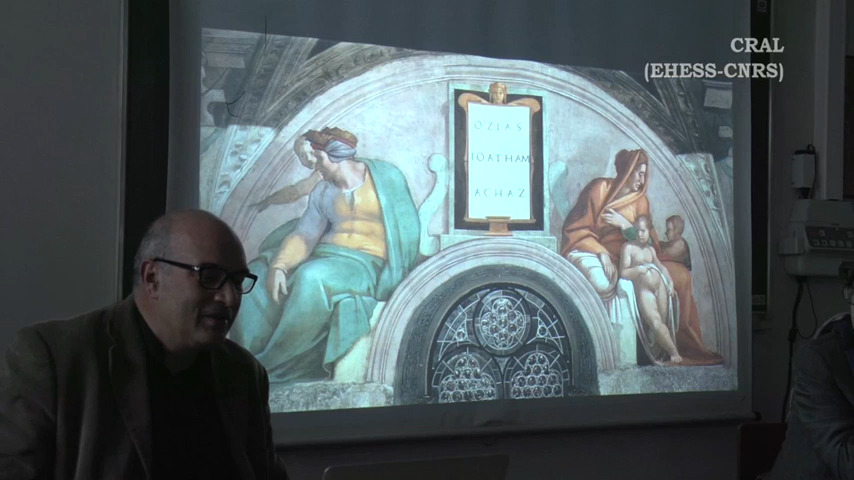 CRAL
(EHESS-CNRS)
OZIAS
IOATHAM
ACHAZ